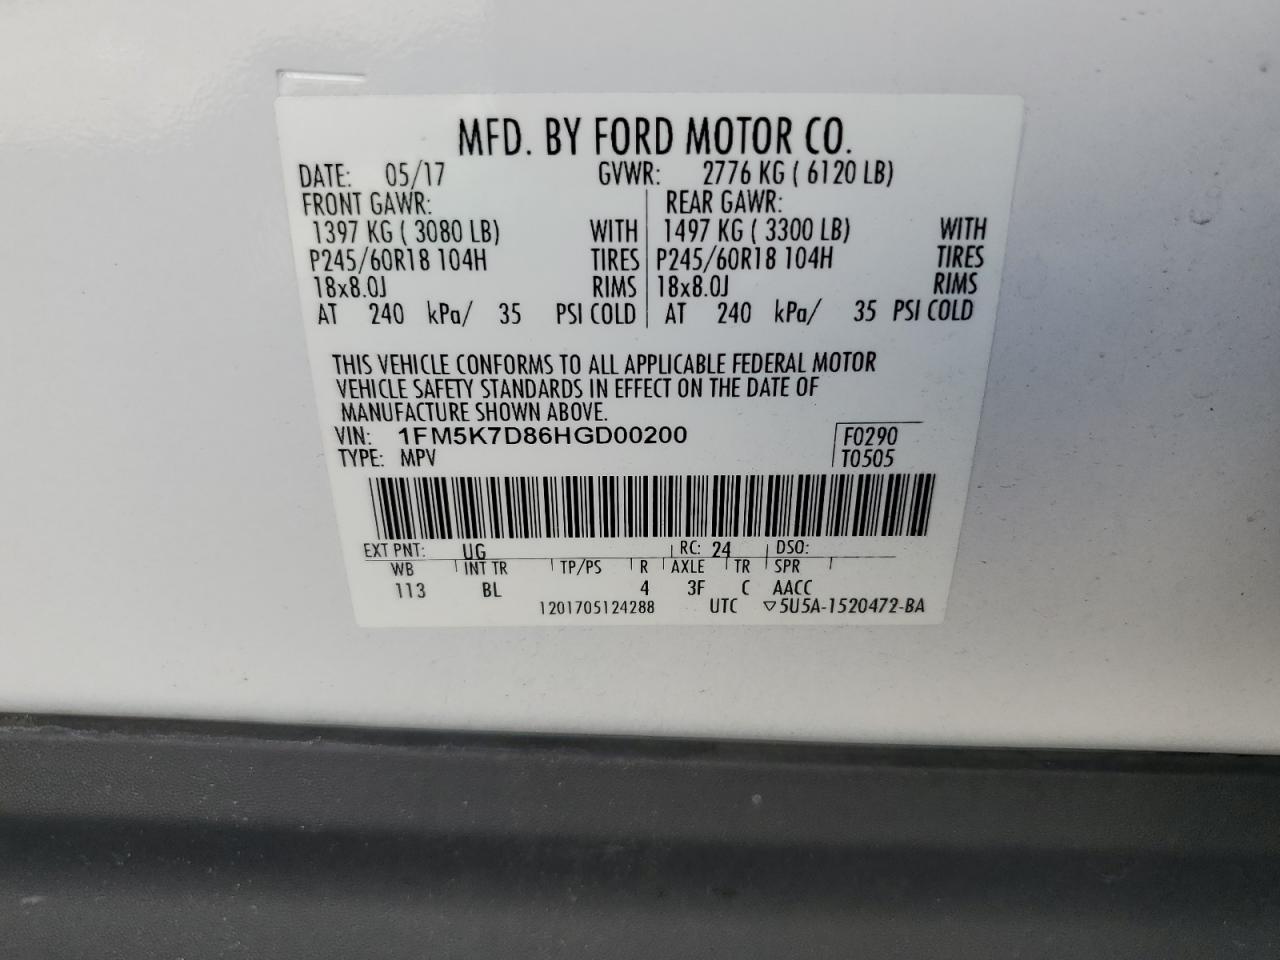 MFD. BY FORD MOTOR CO.
DATE: 05/17 GVWR: 2776 KG ( 6120 LB)
FRONT GAWR: REAR GAWR:
1397 KG ( 3080 LB) WITH 1497 KG ( 3300 LB) WITH
P245/60R18 104H TIRES P245/60R18 104H TIRES
18x8.0J RIMS 18x8.0J RIMS
AT 240 kPa/ 35 PSI COLD AT 240 kPa/ 35 PSI COLD
THIS VEHICLE CONFORMS TO ALL APPLICABLE FEDERAL MOTOR
VEHICLE SAFETY STANDARDS IN EFFECT ON THE DATE OF
MANUFACTURE SHOWN ABOVE.
VIN: 1FM5K7D86HGD00200 F0290
TYPE: MPV T0505
EXT PNT: UG RC: 24 DSO:
WB INT TR TP/PS R AXLE TR SPR
113 BL 4 3F C AACC
1201705124288 UTC ▽5U5A-1520472-BA